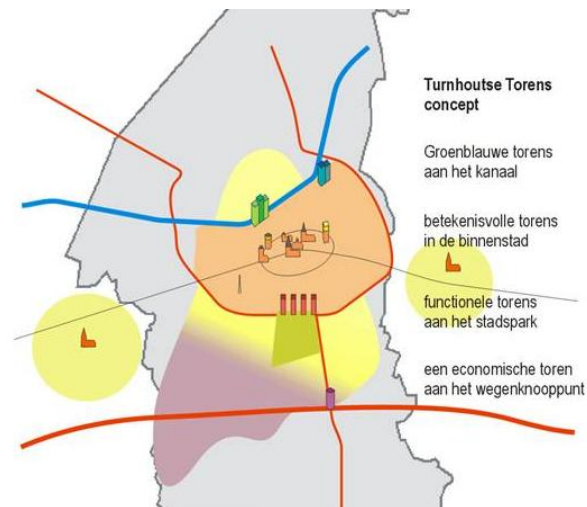 Turnhoutse Torens
concept
Groenblauwe torens
aan het kanaal
betekenisvolle torens
in de binnenstad
functionele torens
aan het stadspark
een economische toren
aan het wegenknooppunt